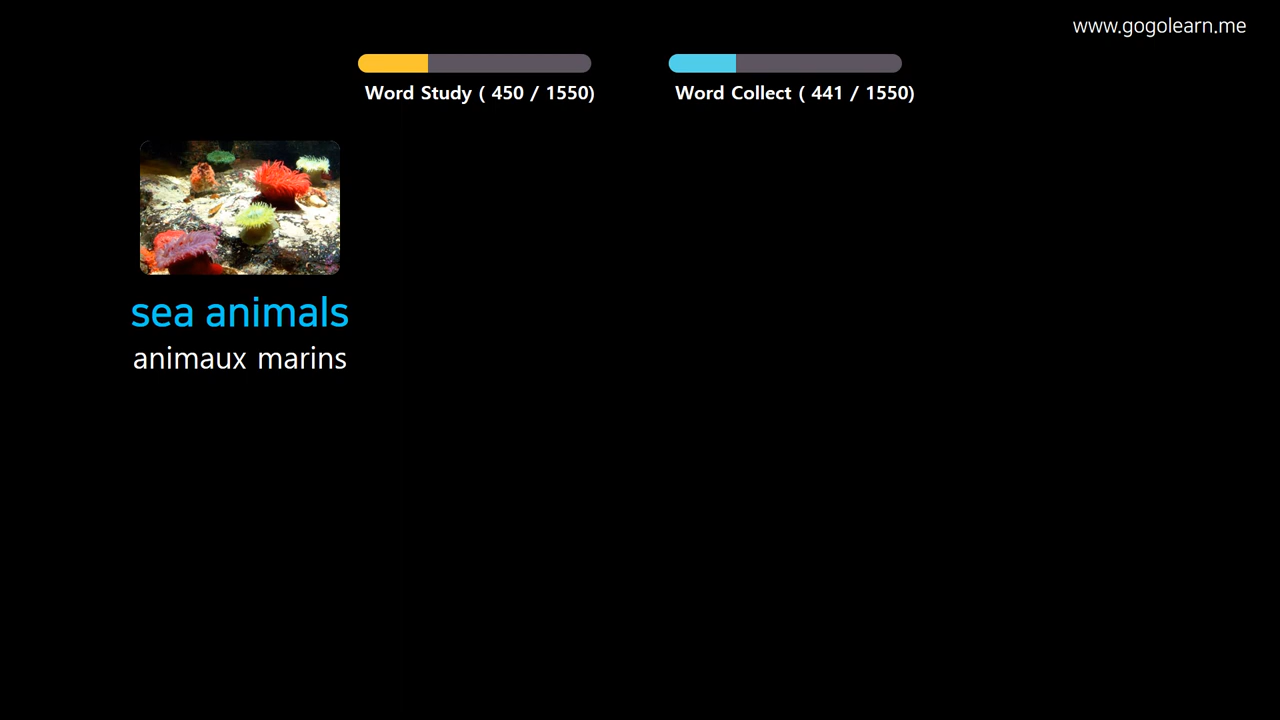 www.gogolearn.me
Word Study ( 450 / 1550)
Word Collect ( 441 / 1550)
sea animals
animaux marins